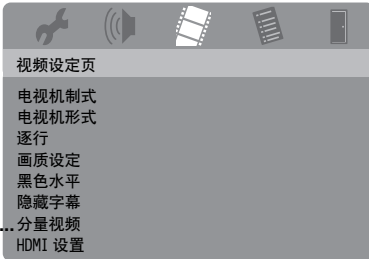 视频设定页
电视机制式
电视机形式
逐行
画质设定
黑色水平
隐藏字幕
...分量视频
HDMI 设置